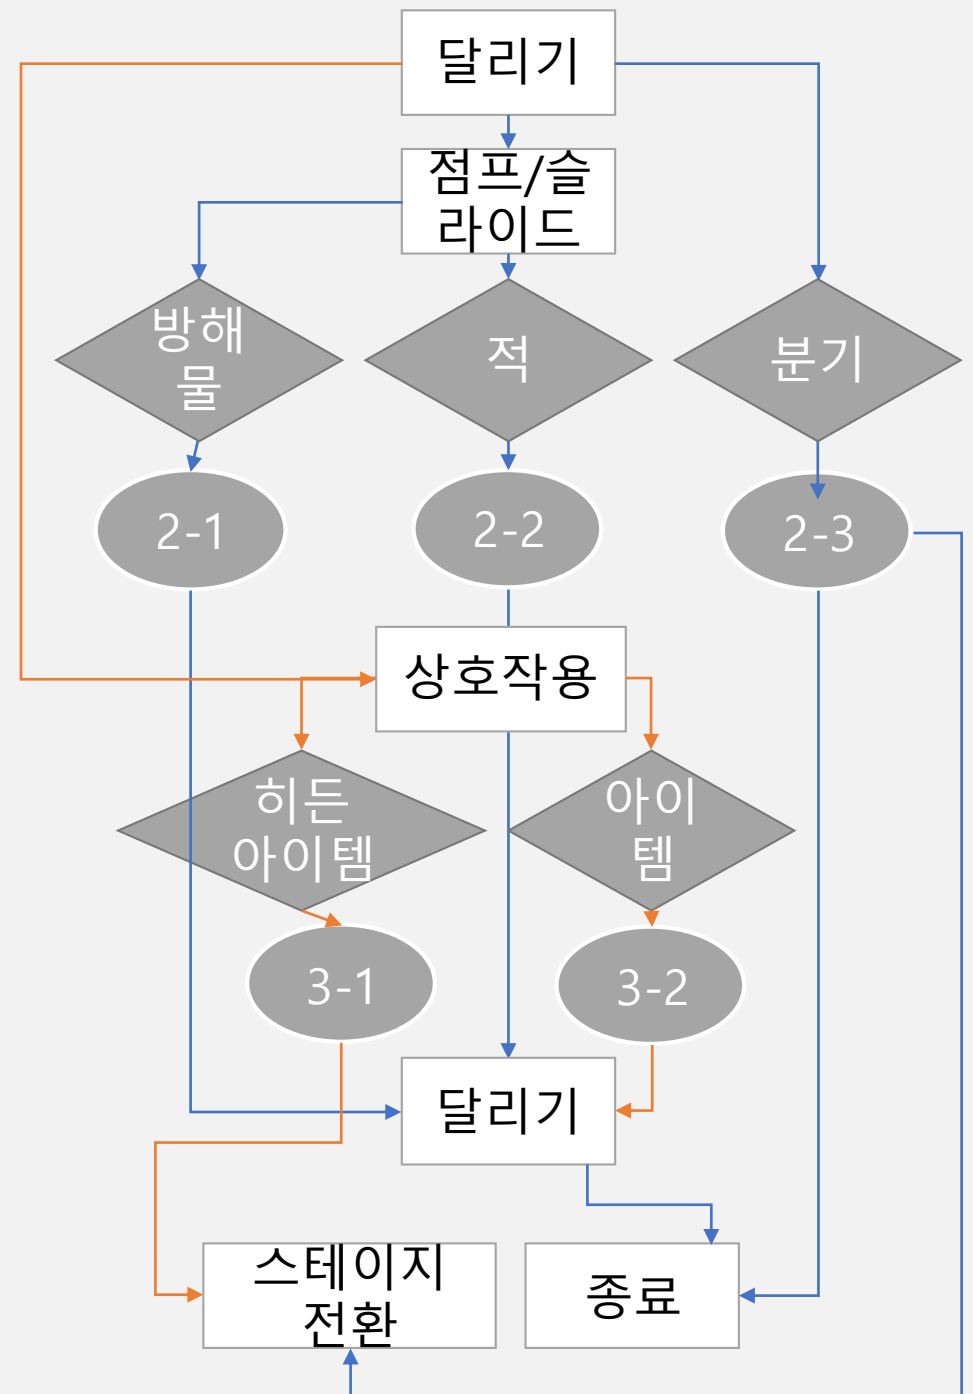 달리기
점프/슬
라이드
방해
물
적
분기
2-1
2-2
2-3
상호작용
히든
아이템
아이
템
3-1
3-2
달리기
스테이지
전환
종료